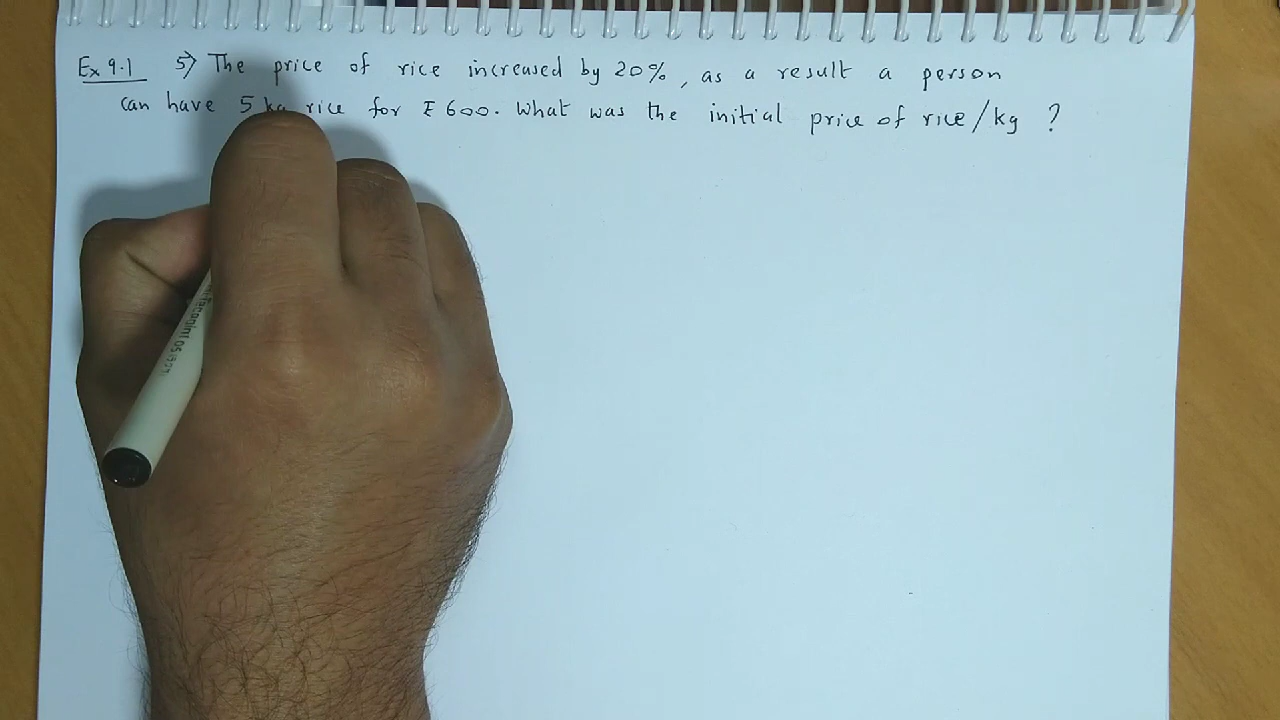 Ex 9.1 5) The price of rice increased by 20%, as a result a person
can have 5 kg rice for ₹ 600. What was the initial price of rice/kg ?